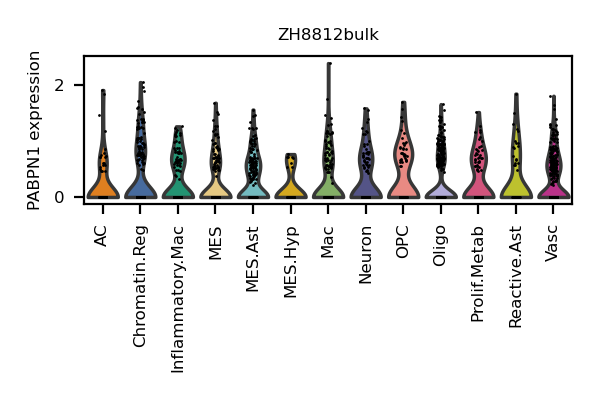 ZH8812bulk
PABPN1 expression
2
0
AC
Chromatin.Reg
Inflammatory.Mac
MES
MES.Ast
MES.Hyp
Mac
Neuron
OPC
Oligo
Prolif.Metab
Reactive.Ast
Vasc